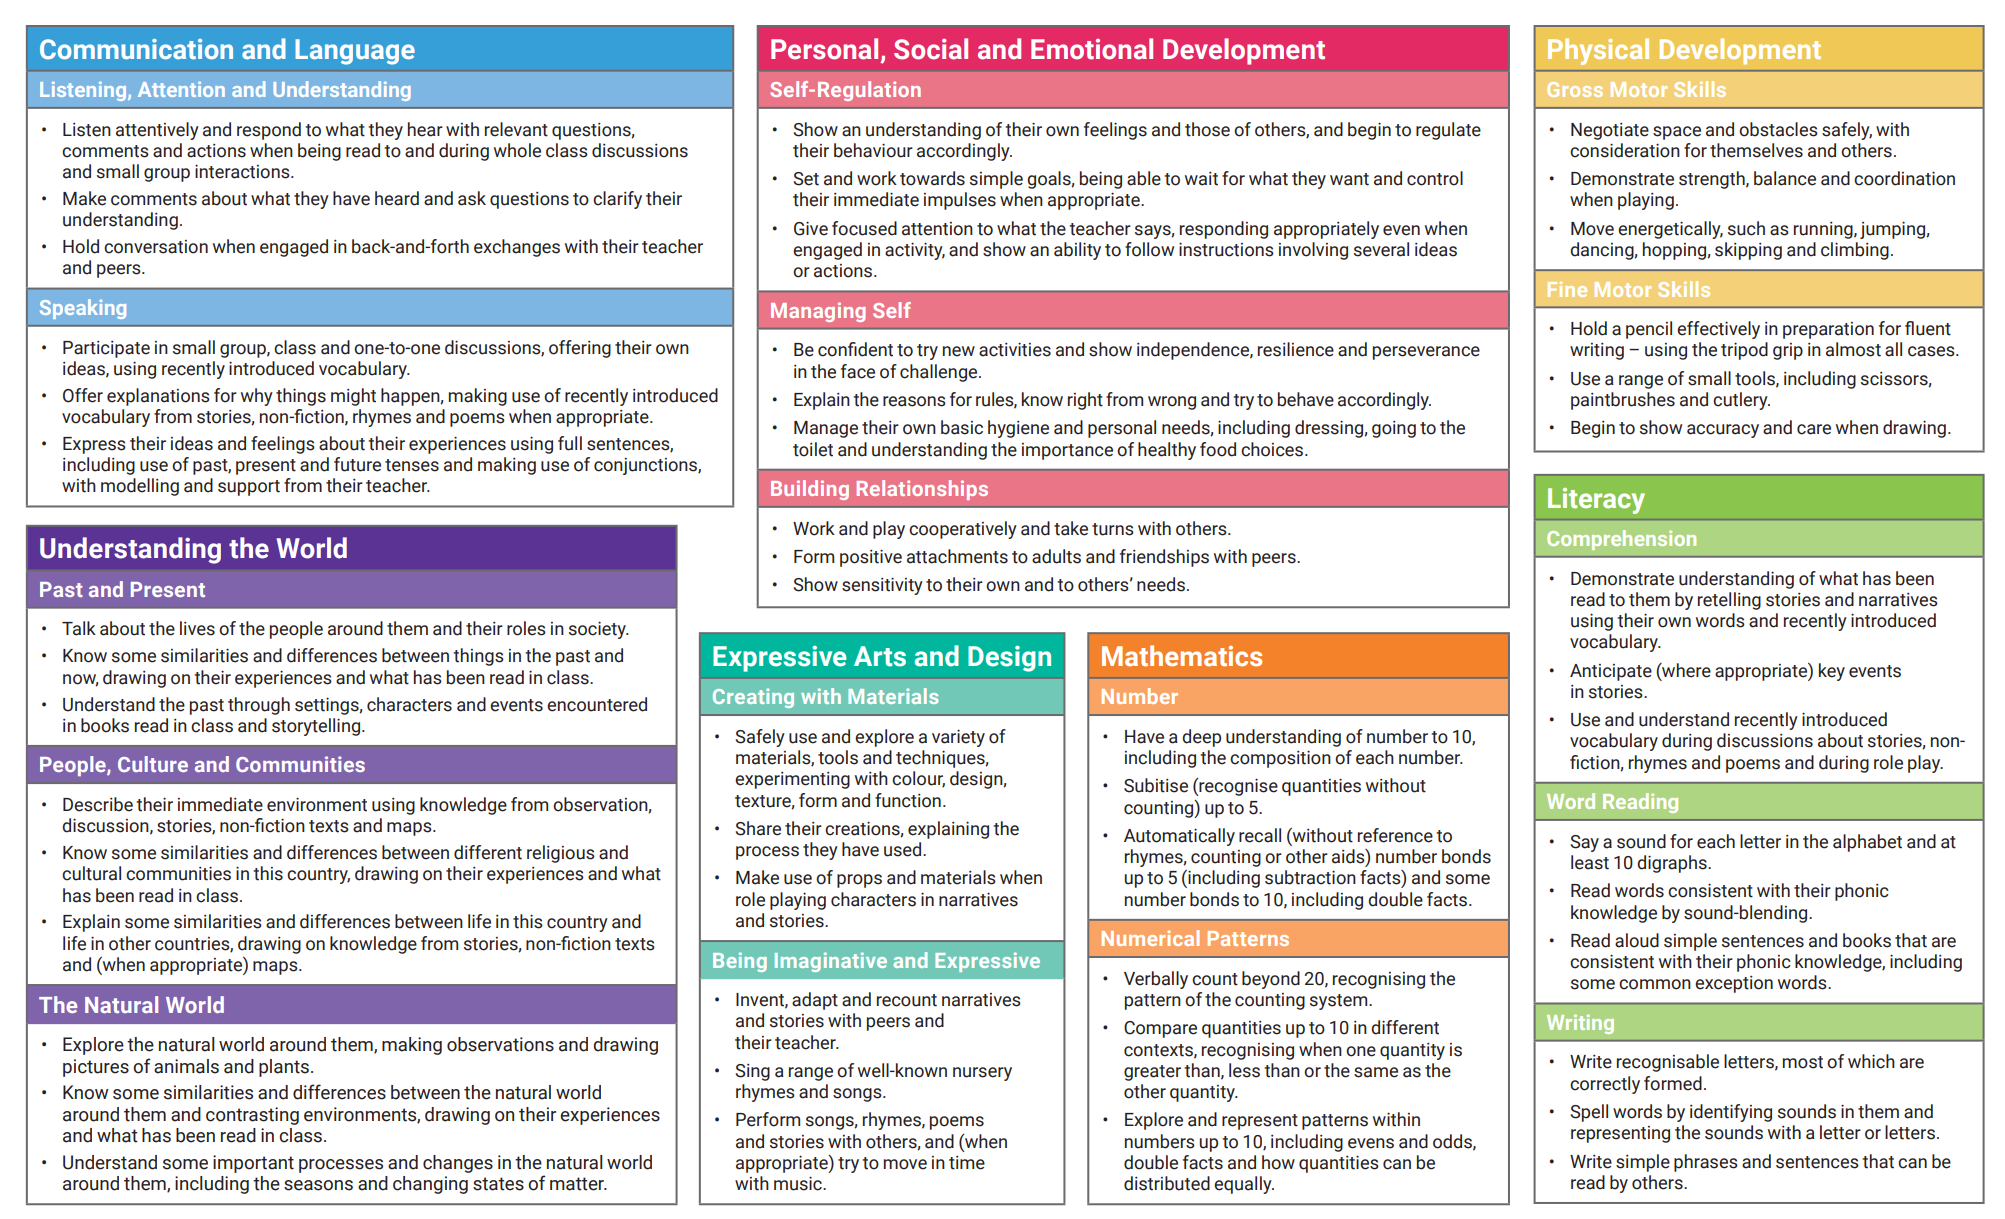 Communication and Language
Listening, Attention and Understanding
• Listen attentively and respond to what they hear with relevant questions,
comments and actions when being read to and during whole class discussions
and small group interactions.
• Make comments about what they have heard and ask questions to clarify their
understanding.
• Hold conversation when engaged in back-and-forth exchanges with their teacher
and peers.
Speaking
• Participate in small group, class and one-to-one discussions, offering their own
ideas, using recently introduced vocabulary.
• Offer explanations for why things might happen, making use of recently introduced
vocabulary from stories, non-fiction, rhymes and poems when appropriate.
• Express their ideas and feelings about their experiences using full sentences,
including use of past, present and future tenses and making use of conjunctions,
with modelling and support from their teacher.
Personal, Social and Emotional Development
Self-Regulation
• Show an understanding of their own feelings and those of others, and begin to regulate
their behaviour accordingly.
• Set and work towards simple goals, being able to wait for what they want and control
their immediate impulses when appropriate.
• Give focused attention to what the teacher says, responding appropriately even when
engaged in activity, and show an ability to follow instructions involving several ideas
or actions.
Managing Self
• Be confident to try new activities and show independence, resilience and perseverance
in the face of challenge.
• Explain the reasons for rules, know right from wrong and try to behave accordingly.
• Manage their own basic hygiene and personal needs, including dressing, going to the
toilet and understanding the importance of healthy food choices.
Building Relationships
• Work and play cooperatively and take turns with others.
• Form positive attachments to adults and friendships with peers.
• Show sensitivity to their own and to others’ needs.
Physical Development
Gross Motor Skills
• Negotiate space and obstacles safely, with
consideration for themselves and others.
• Demonstrate strength, balance and coordination
when playing.
• Move energetically, such as running, jumping,
dancing, hopping, skipping and climbing.
Fine Motor Skills
• Hold a pencil effectively in preparation for fluent
writing – using the tripod grip in almost all cases.
• Use a range of small tools, including scissors,
paintbrushes and cutlery.
• Begin to show accuracy and care when drawing.
Understanding the World
Past and Present
• Talk about the lives of the people around them and their roles in society.
• Know some similarities and differences between things in the past and
now, drawing on their experiences and what has been read in class.
• Understand the past through settings, characters and events encountered
in books read in class and storytelling.
People, Culture and Communities
• Describe their immediate environment using knowledge from observation,
discussion, stories, non-fiction texts and maps.
• Know some similarities and differences between different religious and
cultural communities in this country, drawing on their experiences and what
has been read in class.
• Explain some similarities and differences between life in this country and
life in other countries, drawing on knowledge from stories, non-fiction texts
and (when appropriate) maps.
The Natural World
• Explore the natural world around them, making observations and drawing
pictures of animals and plants.
• Know some similarities and differences between the natural world
around them and contrasting environments, drawing on their experiences
and what has been read in class.
• Understand some important processes and changes in the natural world
around them, including the seasons and changing states of matter.
Expressive Arts and Design
Creating with Materials
• Safely use and explore a variety of
materials, tools and techniques,
experimenting with colour, design,
texture, form and function.
• Share their creations, explaining the
process they have used.
• Make use of props and materials when
role playing characters in narratives
and stories.
Being Imaginative and Expressive
• Invent, adapt and recount narratives
and stories with peers and
their teacher.
• Sing a range of well-known nursery
rhymes and songs.
• Perform songs, rhymes, poems
and stories with others, and (when
appropriate) try to move in time
with music.
Mathematics
Number
• Have a deep understanding of number to 10,
including the composition of each number.
• Subitise (recognise quantities without
counting) up to 5.
• Automatically recall (without reference to
rhymes, counting or other aids) number bonds
up to 5 (including subtraction facts) and some
number bonds to 10, including double facts.
Numerical Patterns
• Verbally count beyond 20, recognising the
pattern of the counting system.
• Compare quantities up to 10 in different
contexts, recognising when one quantity is
greater than, less than or the same as the
other quantity.
• Explore and represent patterns within
numbers up to 10, including evens and odds,
double facts and how quantities can be
distributed equally.
Literacy
Comprehension
• Demonstrate understanding of what has been
read to them by retelling stories and narratives
using their own words and recently introduced
vocabulary.
• Anticipate (where appropriate) key events
in stories.
• Use and understand recently introduced
vocabulary during discussions about stories, non-
fiction, rhymes and poems and during role play.
Word Reading
• Say a sound for each letter in the alphabet and at
least 10 digraphs.
• Read words consistent with their phonic
knowledge by sound-blending.
• Read aloud simple sentences and books that are
consistent with their phonic knowledge, including
some common exception words.
Writing
• Write recognisable letters, most of which are
correctly formed.
• Spell words by identifying sounds in them and
representing the sounds with a letter or letters.
• Write simple phrases and sentences that can be
read by others.